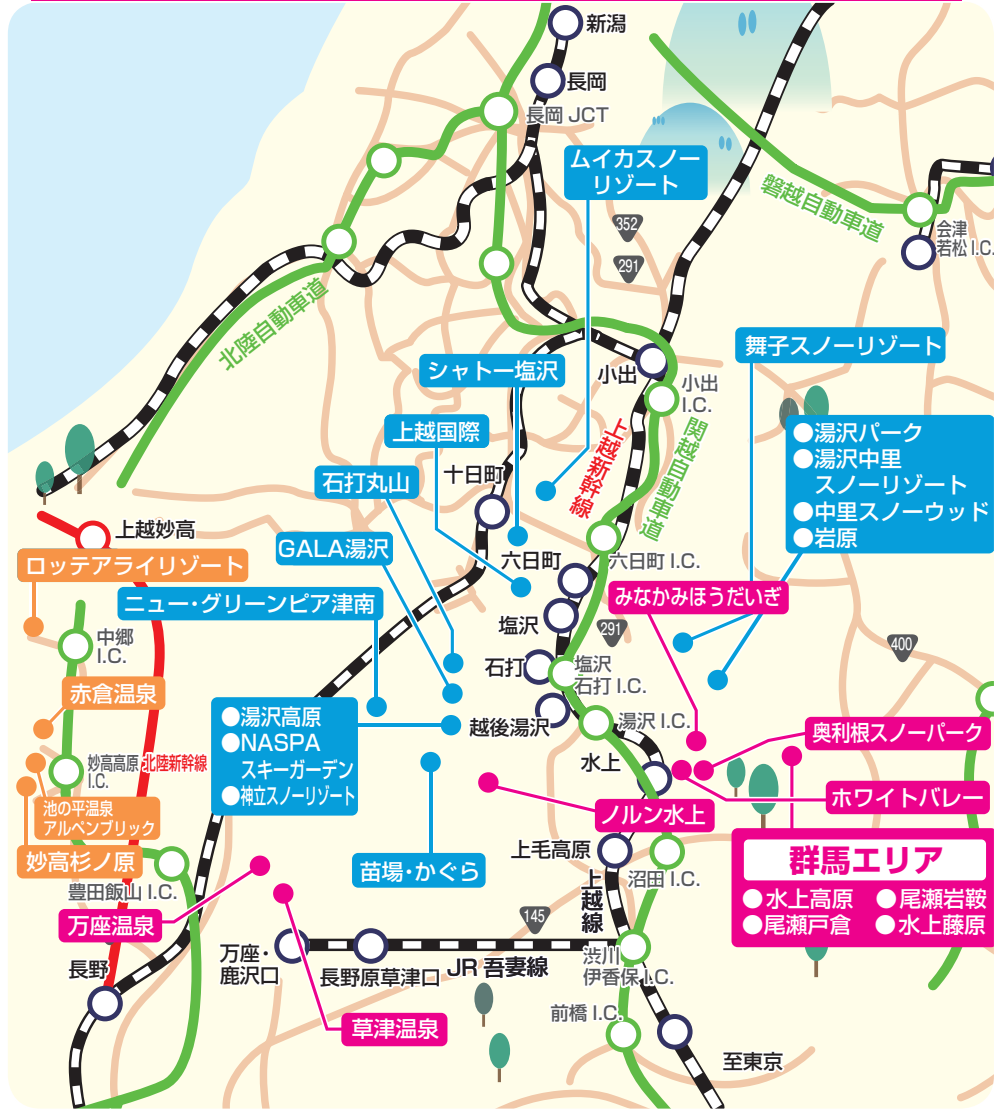 新潟
長岡
長岡 JCT
ムイカスノー
リゾート
352
291
磐越自動車道
会津
若松 I.C.
北陸自動車道
舞子スノーリゾート
シャトー塩沢
小出
小出
I.C.
上越国際
上越新幹線
関越自動車道
●湯沢パーク
●湯沢中里
スノーリゾート
●中里スノーウッド
●岩原
石打丸山
十日町
上越妙高
GALA湯沢
六日町
六日町 I.C.
ロッテアライリゾート
ニュー・グリーンピア津南
みなかみほうだいぎ
中郷
I.C.
塩沢
291
400
石打
塩沢
石打 I.C.
赤倉温泉
●湯沢高原
●NASPA
スキーガーデン
●神立スノーリゾート
越後湯沢
湯沢 I.C.
奥利根スノーパーク
妙高高原
I.C.
北陸新幹線
水上
ホワイトバレー
池の平温泉
アルペンブリック
ノルン水上
妙高杉ノ原
苗場・かぐら
上毛高原
沼田 I.C.
群馬エリア
●水上高原
●尾瀬岩鞍
●尾瀬戸倉
●水上藤原
豊田飯山 I.C.
上越線
万座温泉
145
長野
万座・
鹿沢口
長野原草津口
JR 吾妻線
渋川
伊香保 I.C.
草津温泉
前橋 I.C.
至東京